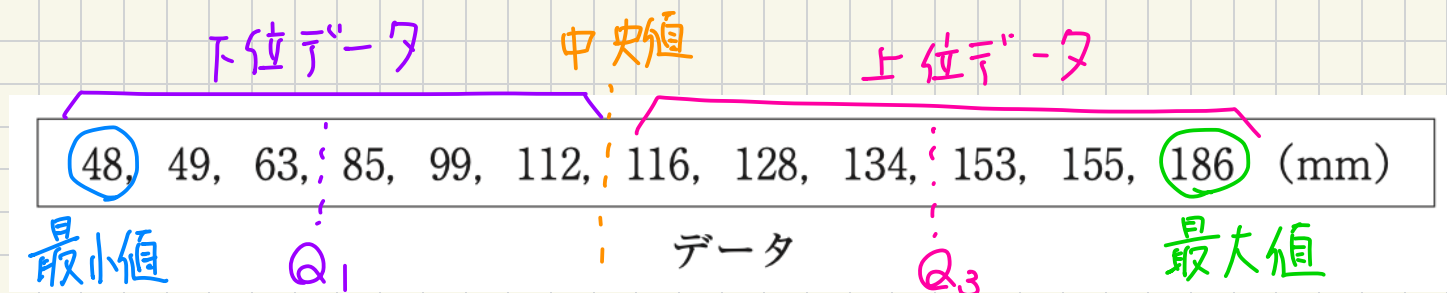 下位データ 中央値 上位データ
48, 49, 63, 85, 99, 112, 116, 128, 134, 153, 155, 186 (mm)
最小値 Q1 データ Q3 最大値